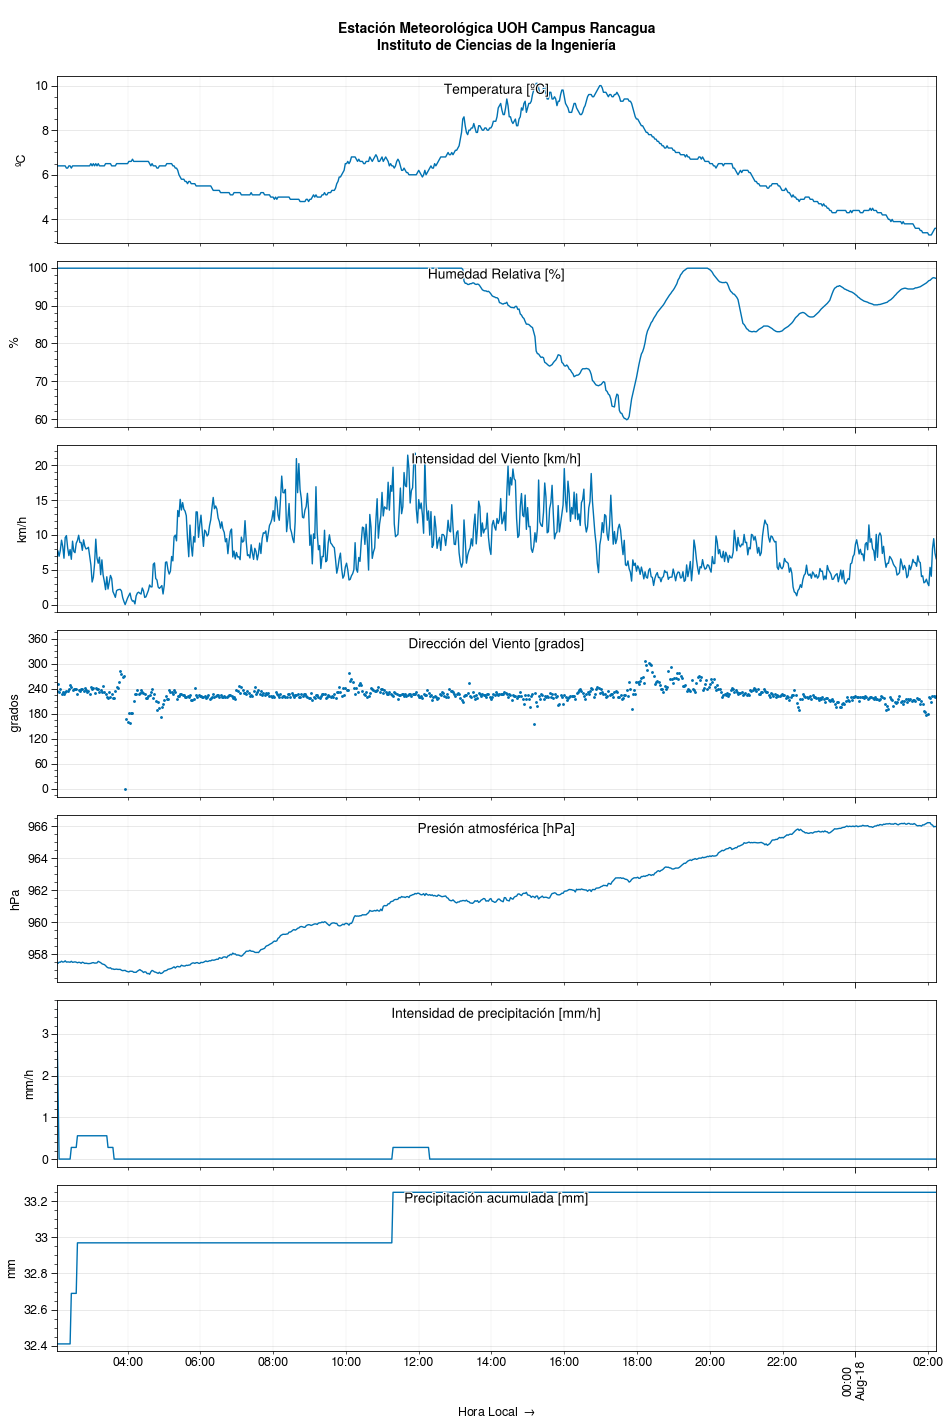 Estación Meteorológica UOH Campus Rancagua
Instituto de Ciencias de la Ingeniería
Temperatura [ºC]
10
8
6
4
ºC
Humedad Relativa [%]
100
90
80
70
60
%
Intensidad del Viento [km/h]
20
15
10
5
0
km/h
Dirección del Viento [grados]
360
300
240
180
120
60
0
grados
Presión atmosférica [hPa]
966
964
962
960
958
hPa
Intensidad de precipitación [mm/h]
3
2
1
0
mm/h
Precipitación acumulada [mm]
33.2
33
32.8
32.6
32.4
mm
04:00 06:00 08:00 10:00 12:00 14:00 16:00 18:00 20:00 22:00 00:00 02:00
Aug-18
Hora Local →